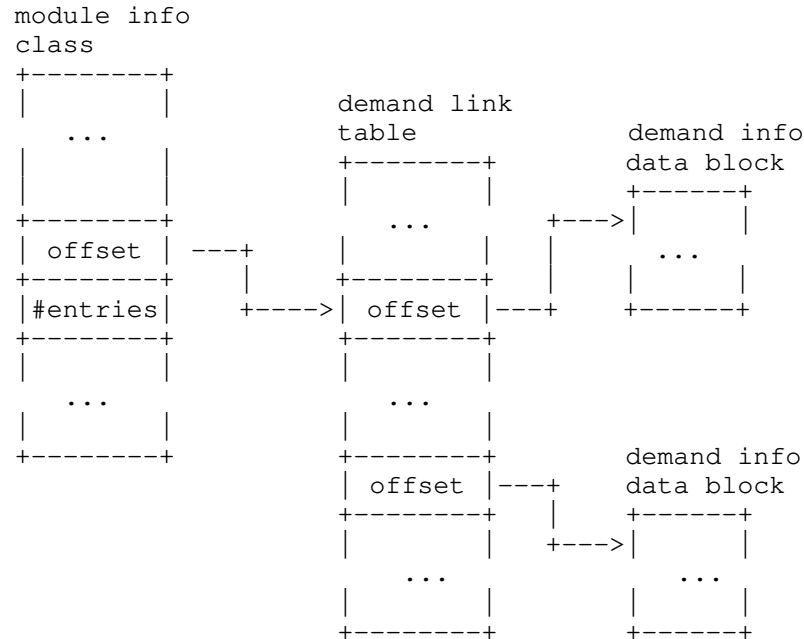 module info
class
...
offset
#entries
...
demand link
table
...
offset
...
offset
...
demand info
data block
...
demand info
data block
...